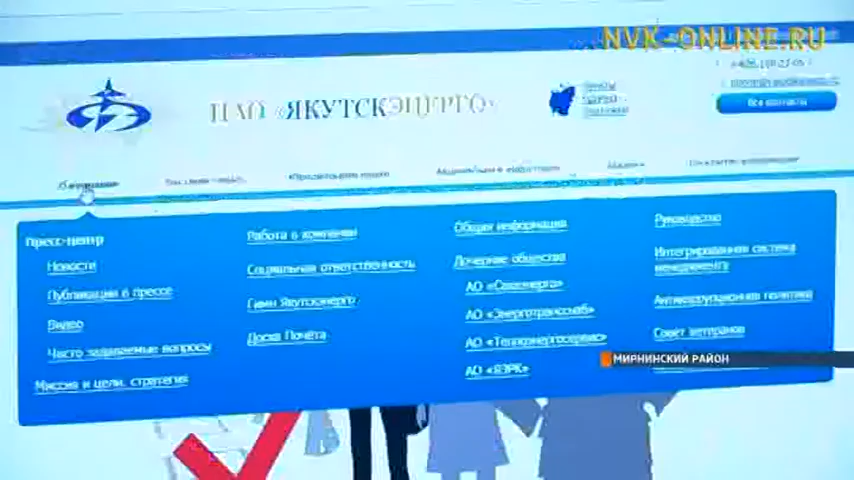 NVK-ONLINE.RU
ПАО «ЯКУТСКЭНЕРГО»
Все контакты
Пресс-центр
Новости
Публикации в прессе
Видео
Часто задаваемые вопросы
Миссия и цели, стратегия
Работа в компании
Социальная ответственность
Гимн Якутскэнерго
Доска Почёта
Общая информация
Дочерние общества
АО «Сахаэнерго»
АО «Энерготрансснаб»
АО «Теплоэнергосервис»
АО «ЯЭРК»
Руководство
Интегрированная система
менеджмента
Антикоррупционная политика
Совет ветеранов
МИРНИНСКИЙ РАЙОН